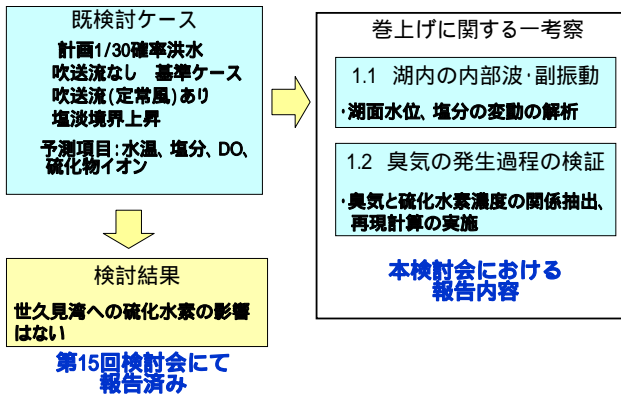 既検討ケース
計画1/30確率洪水
吹送流なし 基準ケース
吹送流(定常風)あり
塩淡境界上昇
予測項目:水温、塩分、DO、
硫化物イオン
検討結果
世久見湾への硫化水素の影響
はない
第15回検討会にて
報告済み
巻上げに関する一考察
1.1 湖内の内部波・副振動
・湖面水位、塩分の変動の解析
1.2 臭気の発生過程の検証
・臭気と硫化水素濃度の関係抽出、
再現計算の実施
本検討会における
報告内容